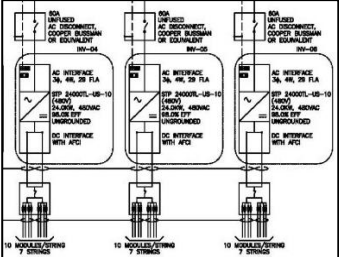 60A
UNFUSED
AC DISCONNECT,
COOPER BUSSMAN
OR EQUIVALENT
INV-04
AC INTERFACE
3ϕ, 4W, 29 FLA
STP 24000TL-US-10
(480V)
24.0KW, 480VAC
98.0% EFF
UNGROUNDED
DC INTERFACE
WITH AFCI
10 MODULES/STRING
7 STRINGS
60A
UNFUSED
AC DISCONNECT,
COOPER BUSSMAN
OR EQUIVALENT
INV-05
AC INTERFACE
3ϕ, 4W, 29 FLA
STP 24000TL-US-10
(480V)
24.0KW, 480VAC
98.0% EFF
UNGROUNDED
DC INTERFACE
WITH AFCI
10 MODULES/STRING
7 STRINGS
60A
UNFUSED
AC DISCONNECT,
COOPER BUSSMAN
OR EQUIVALENT
INV-06
AC INTERFACE
3ϕ, 4W, 29 FLA
STP 24000TL-US-10
(480V)
24.0KW, 480VAC
98.0% EFF
UNGROUNDED
DC INTERFACE
WITH AFCI
10 MODULES/STRING
7 STRINGS